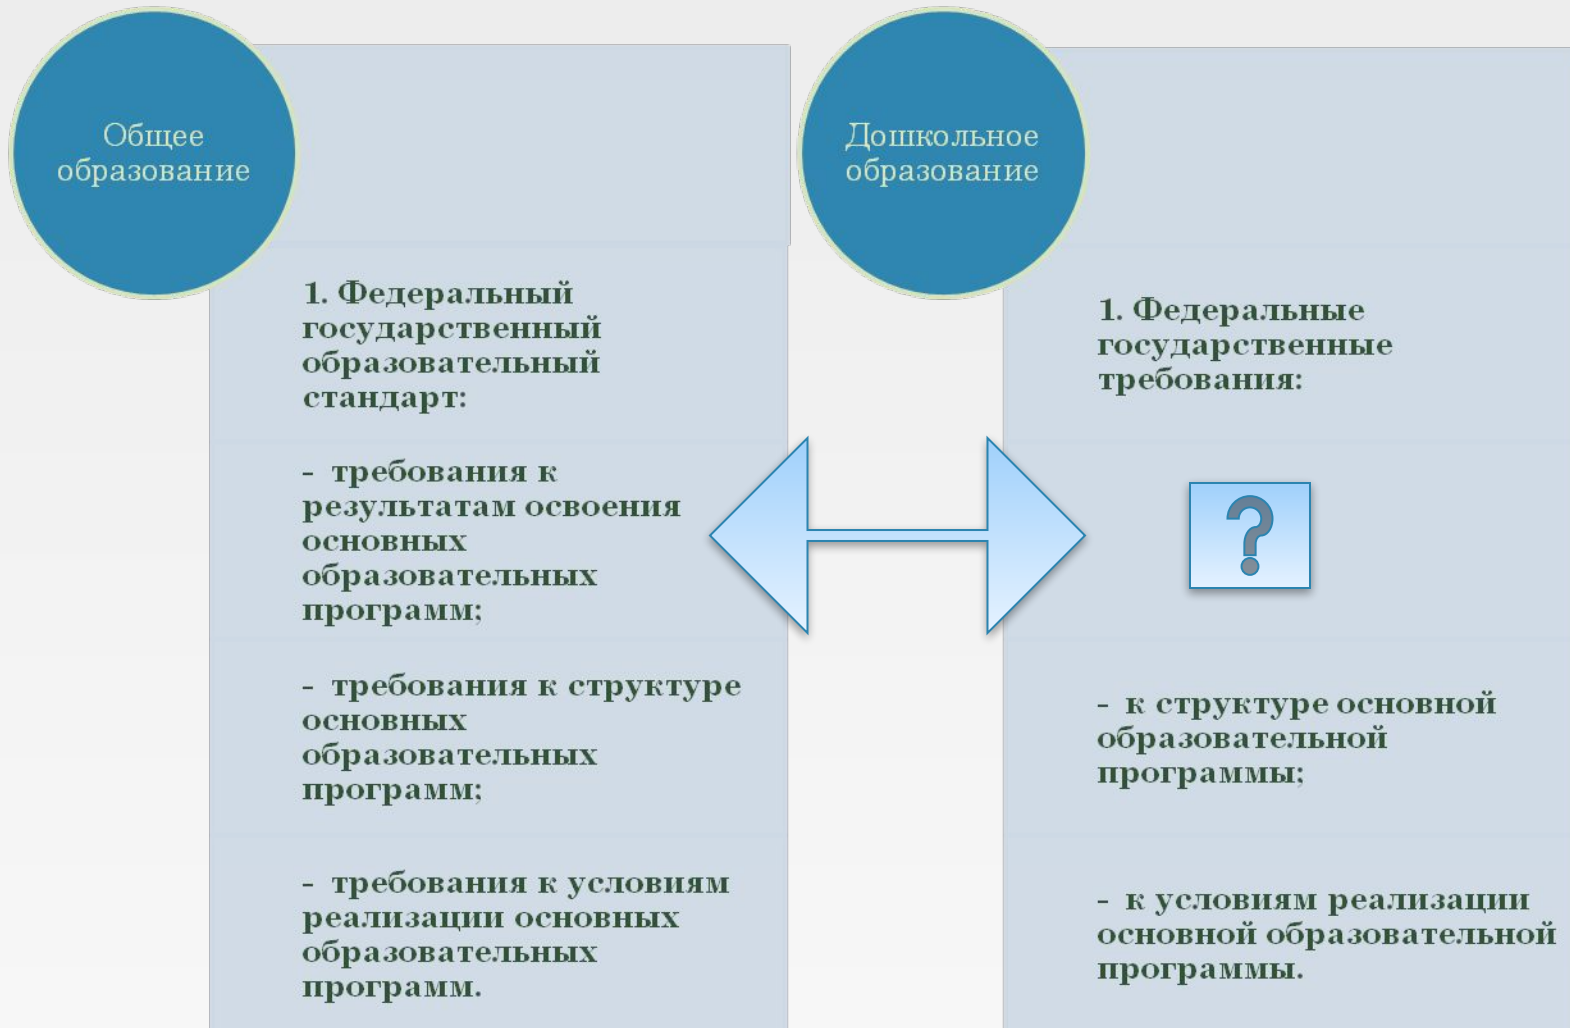 Общее
образование
1. Федеральный
государственный
образовательный
стандарт:
- требования к
результатам освоения
основных
образовательных
программ;
- требования к структуре
основных
образовательных
программ;
- требования к условиям
реализации основных
образовательных
программ.
Дошкольное
образование
1. Федеральные
государственные
требования:
?
- к структуре основной
образовательной
программы;
- к условиям реализации
основной образовательной
программы.